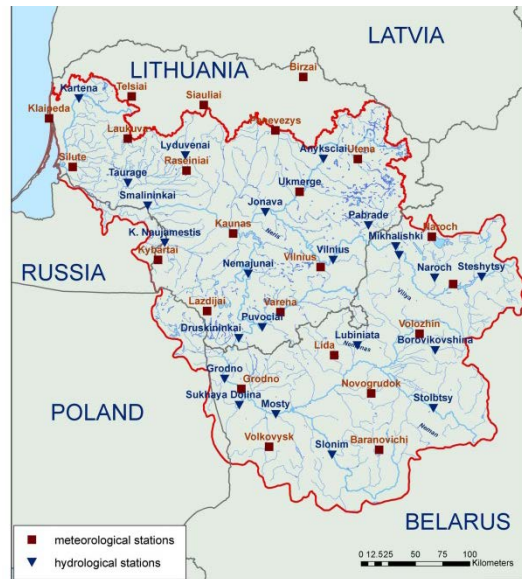 LATVIA
LITHUANIA
Birzai
Kartena
Telsiai
Siauliai
Klaipeda
Panevezys
Laukuva
Lyduvenai
Anyksciai
Utena
Silute
Raseiniai
Taurage
Ukmerge
Smalininkai
Jonava
Pabrade
K. Naujamestis
Kaunas
Neris
Mikhalishki
Naroch
Kybartai
Vilnius
RUSSIA
Nemajunai
Vilnius
Naroch
Steshytsy
Viliya
Lazdijai
Varena
Puvociai
Volozhin
Druskininkai
Lubiniata
Borovikovshina
Lida
Grodno
Grodno
Novogrudok
POLAND
Sukhaya Dolina
Mosty
Stolbtsy
Neman
Volkovysk
Slonim
Baranovichi
BELARUS
meteorological stations
hydrological stations
0 12.525 50 75 100
Kilometers